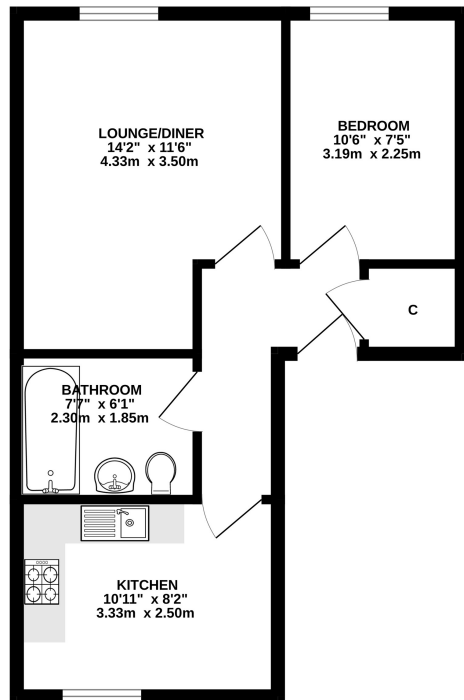 LOUNGE/DINER
14'2" x 11'6"
4.33m x 3.50m
BEDROOM
10'6" x 7'5"
3.19m x 2.25m
C
BATHROOM
7'7" x 6'1"
2.30m x 1.85m
KITCHEN
10'11" x 8'2"
3.33m x 2.50m